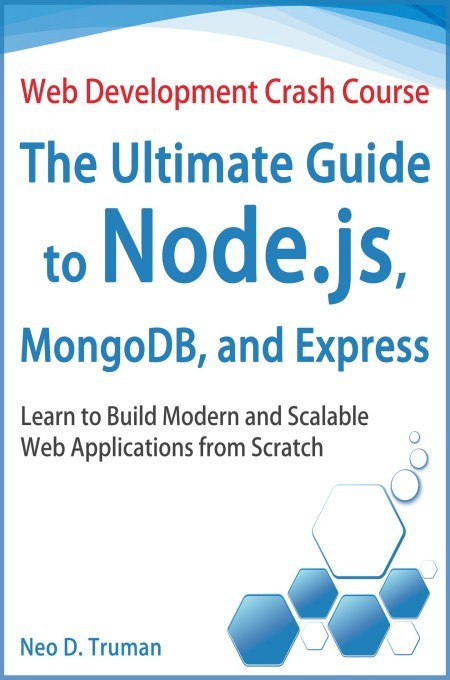 Web Development Crash Course
The Ultimate Guide
to Node.js,
MongoDB, and Express
Learn to Build Modern and Scalable
Web Applications from Scratch
Neo D. Truman